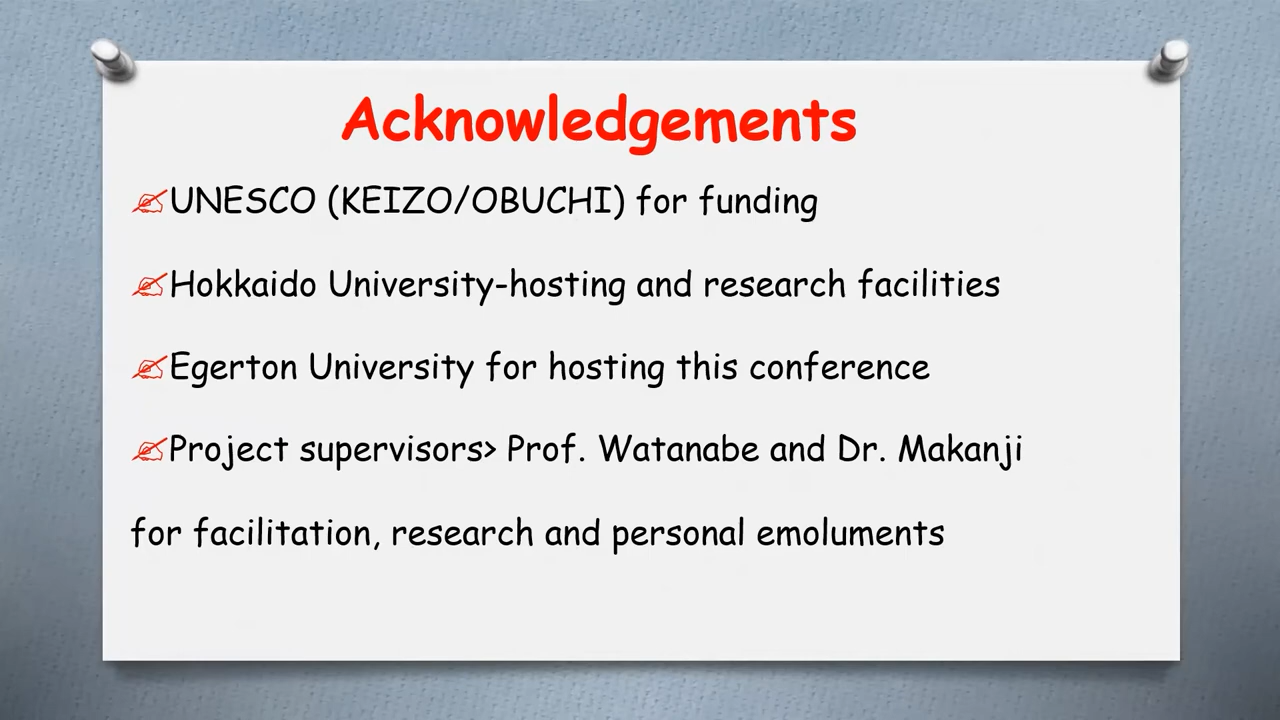 Acknowledgements
UNESCO (KEIZO/OBUCHI) for funding
Hokkaido University-hosting and research facilities
Egerton University for hosting this conference
Project supervisors> Prof. Watanabe and Dr. Makanji
for facilitation, research and personal emoluments